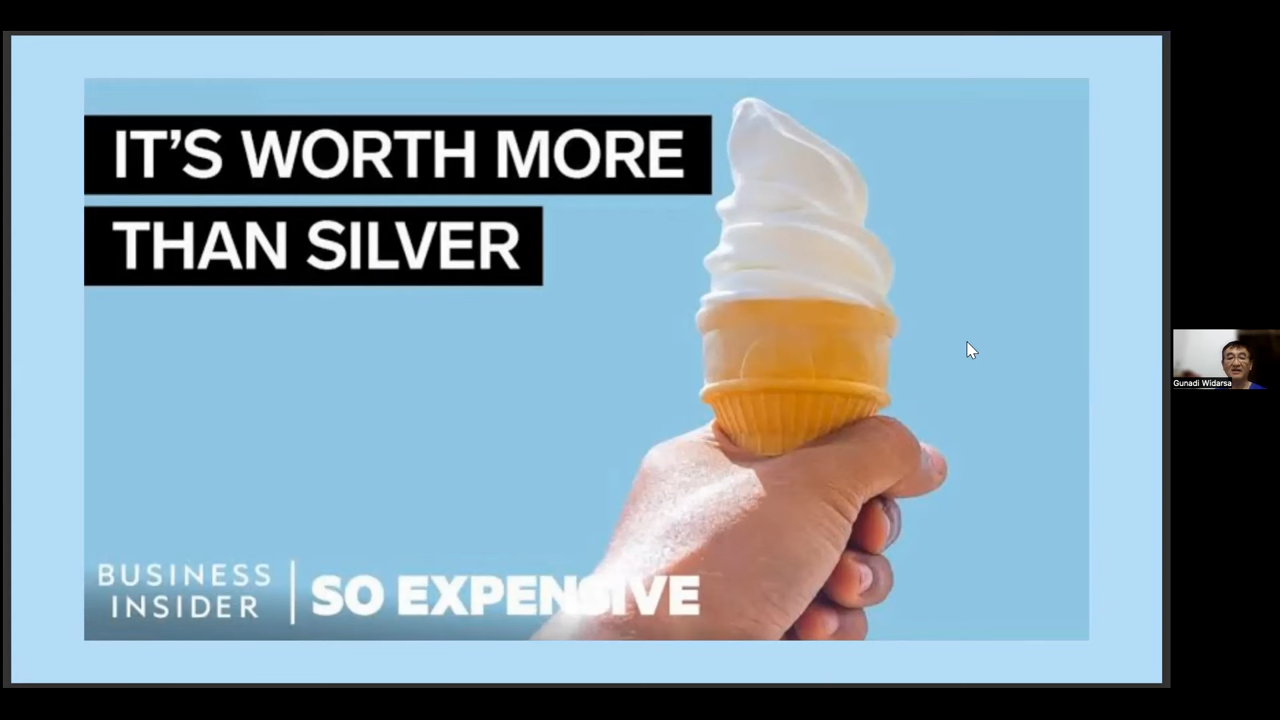 IT'S WORTH MORE
THAN SILVER
BUSINESS
INSIDER
SO EXPENSIVE
Gunadi Widarsa